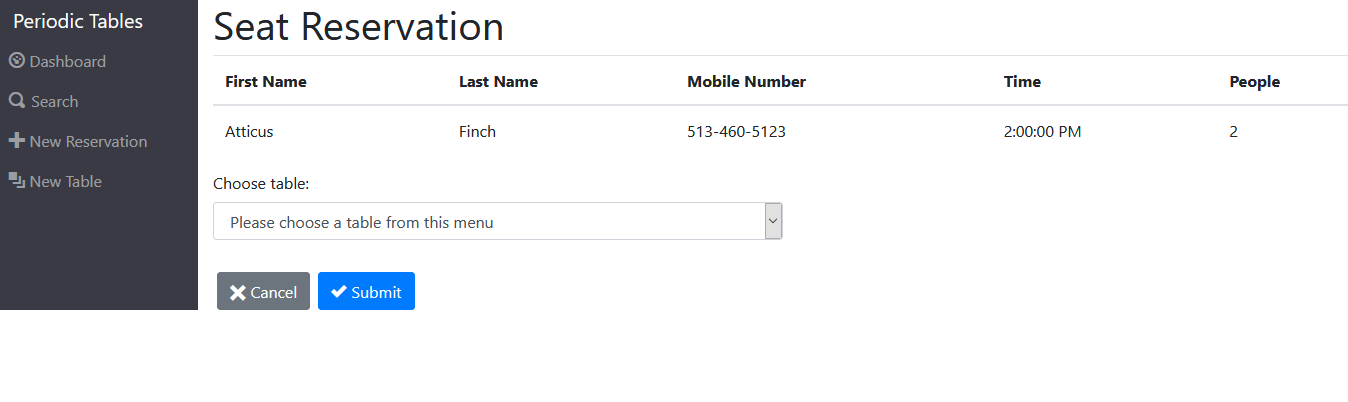 Periodic Tables
Dashboard
Search
New Reservation
New Table
Seat Reservation
First Name Last Name Mobile Number Time People
Atticus Finch 513-460-5123 2:00:00 PM 2
Choose table:
Please choose a table from this menu
Cancel Submit